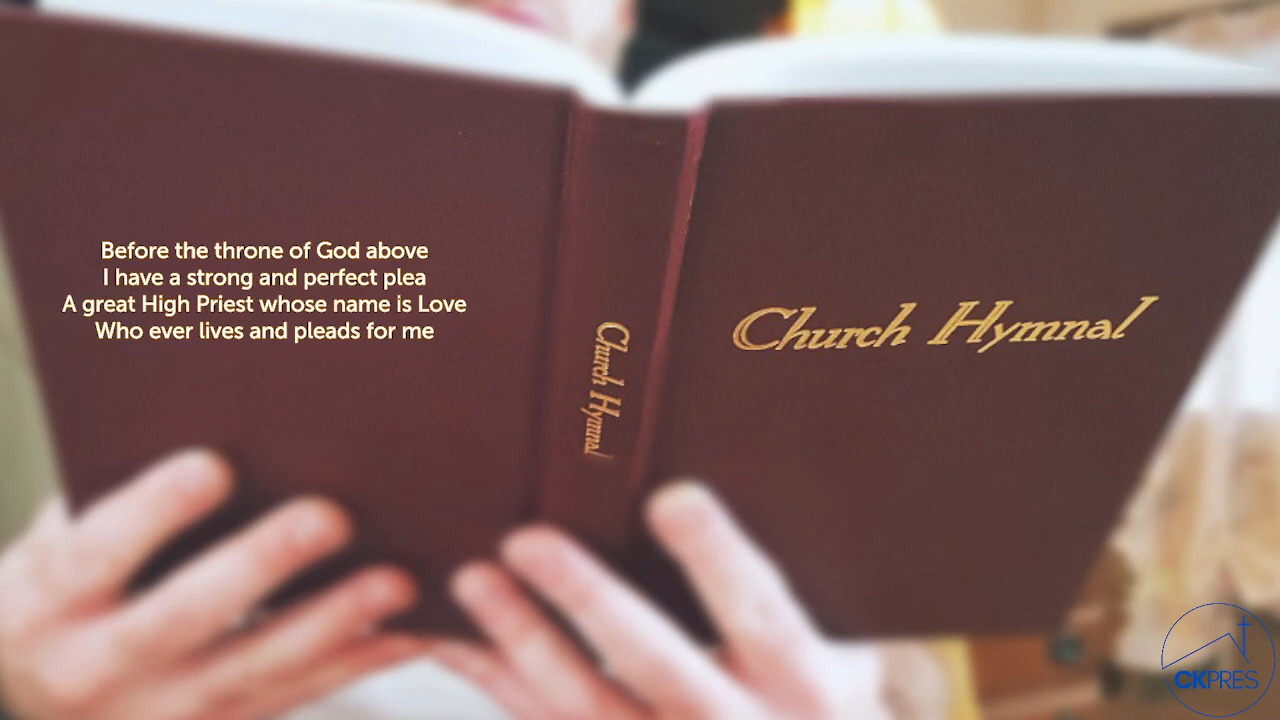 Before the throne of God above
I have a strong and perfect plea
A great High Priest whose name is Love
Who ever lives and pleads for me
Church Hymnal
Church Hymnal
CKPRES